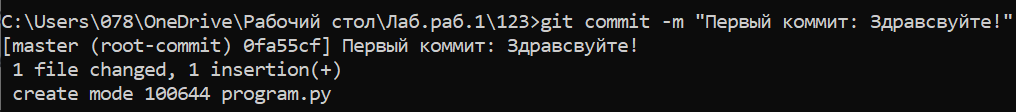 C:\Users\078\OneDrive\Рабочий стол\Лаб.раб.1\123>git commit -m "Первый коммит: Здравсвуйте!"
[master (root-commit) 0fa55cf] Первый коммит: Здравсвуйте!
1 file changed, 1 insertion(+)
create mode 100644 program.py